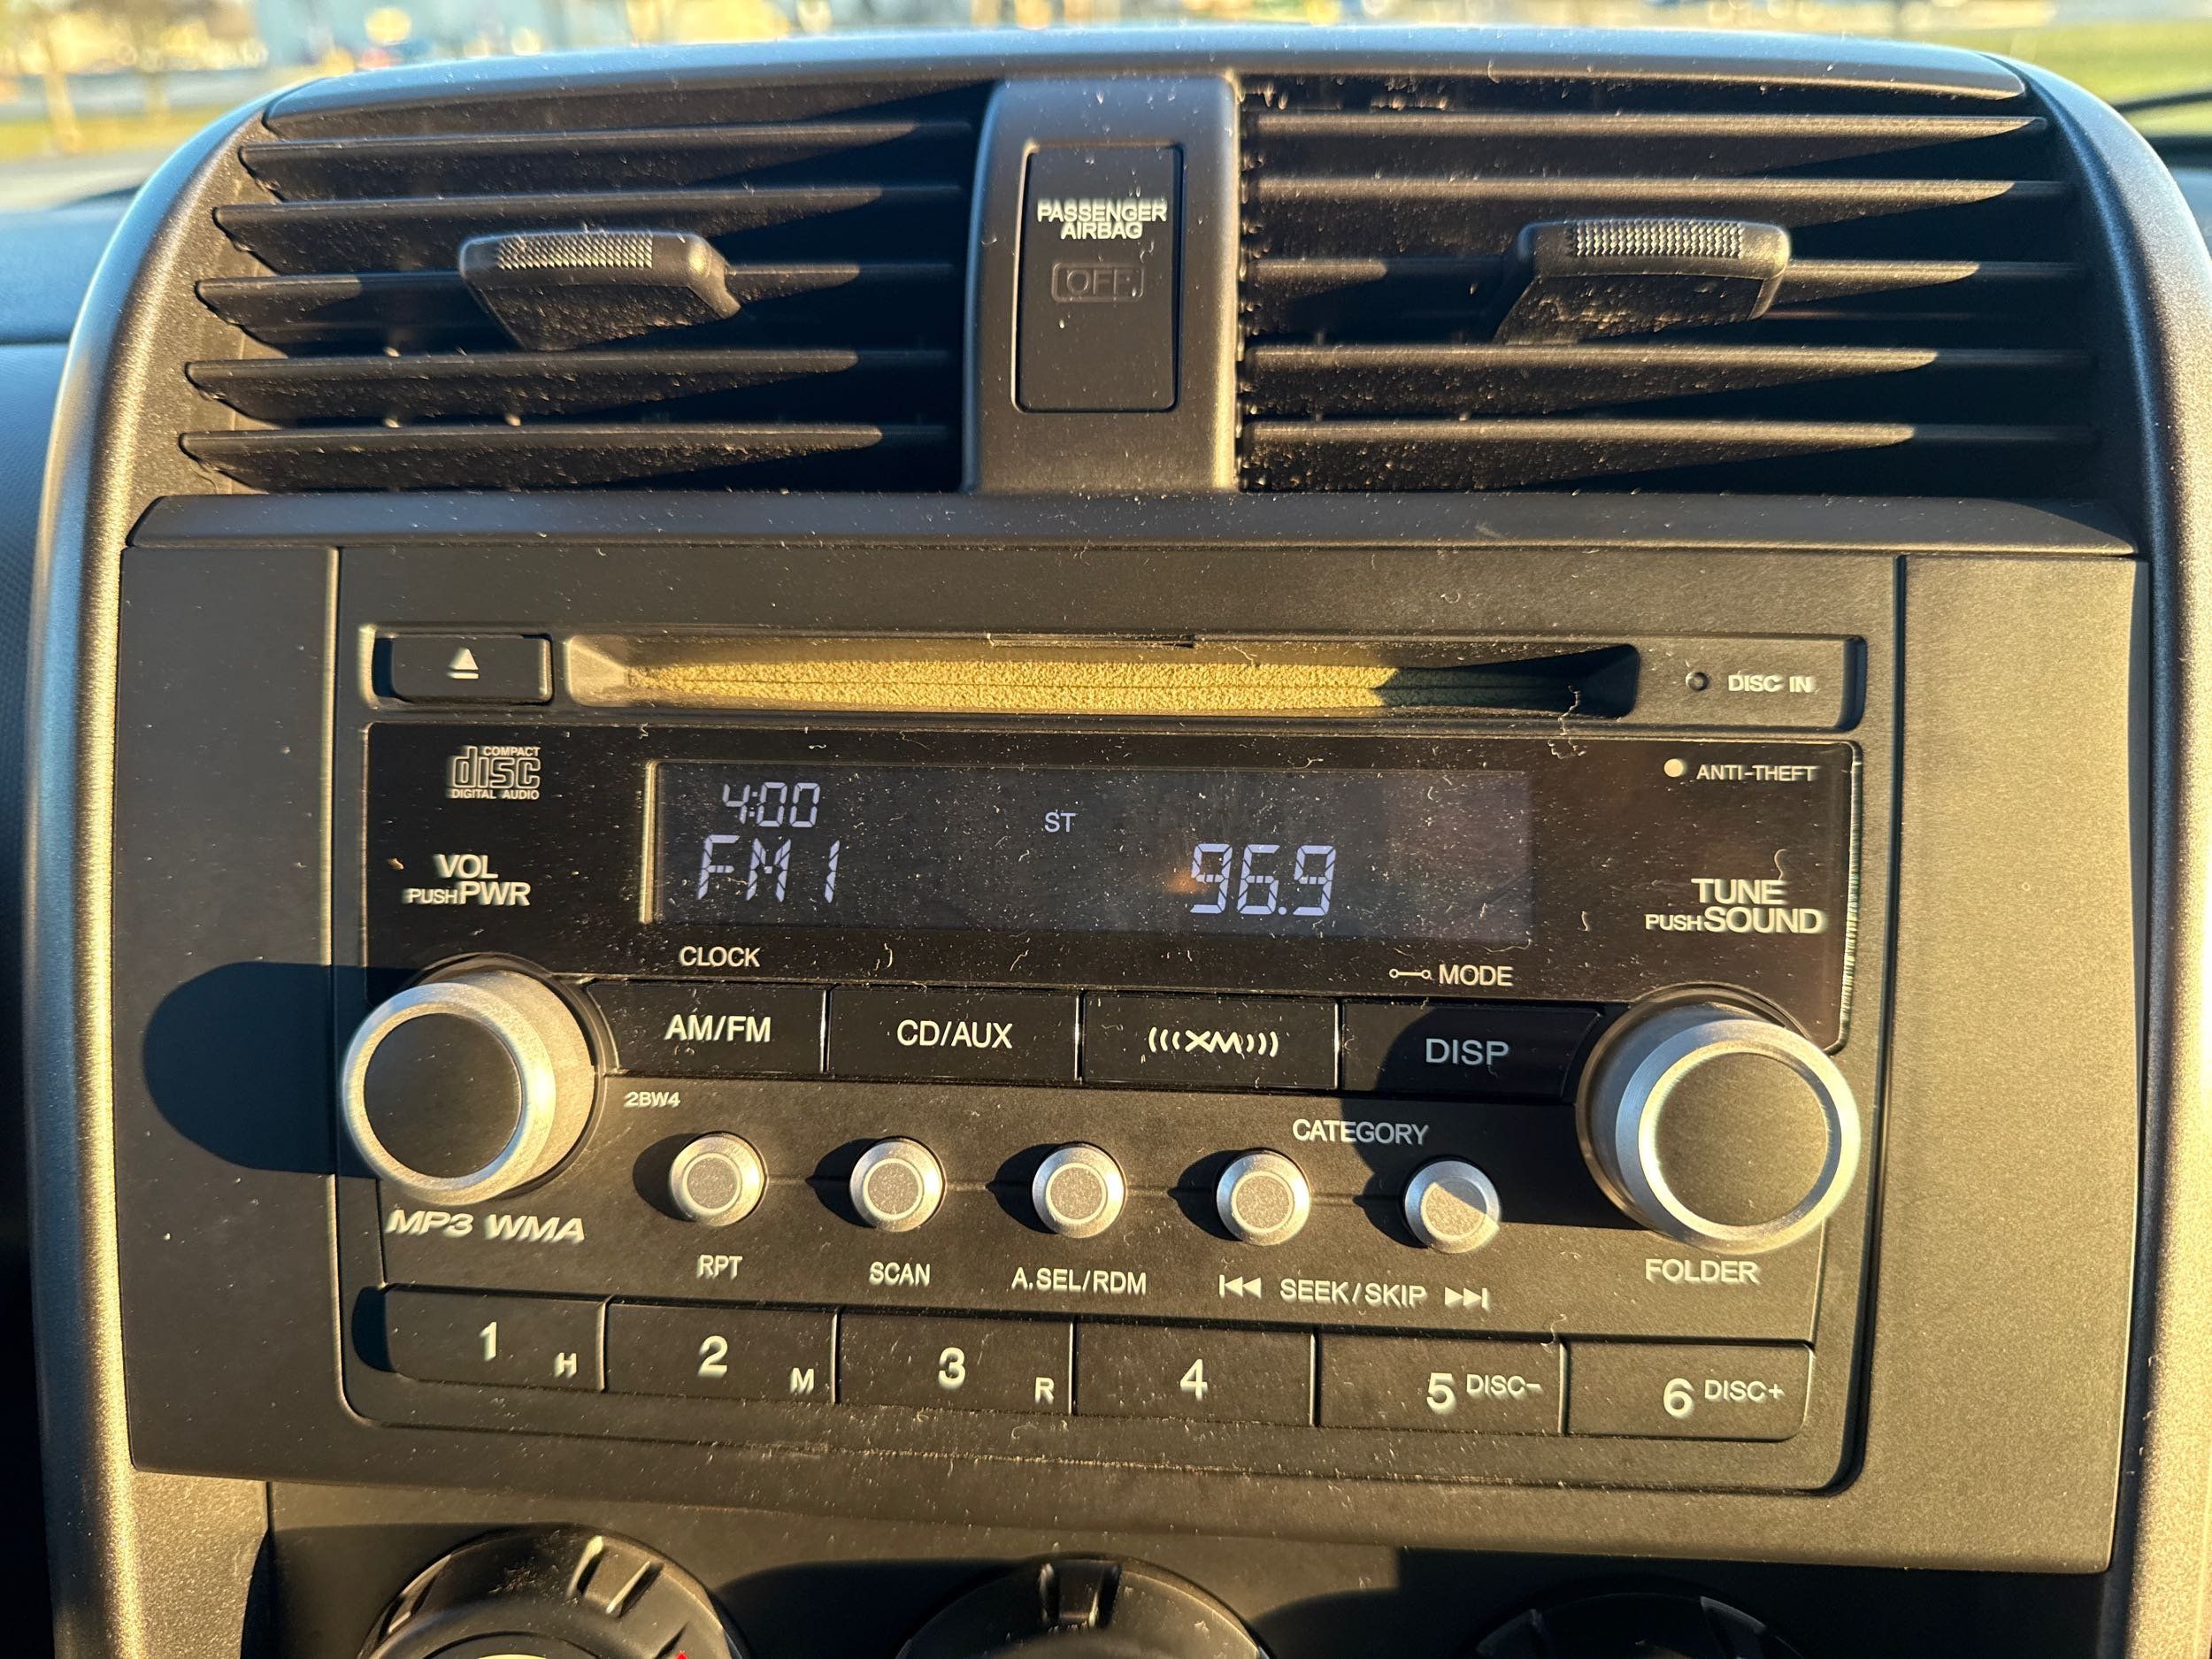 PASSENGER
AIRBAG
OFF
DISC IN
COMPACT
disc
DIGITAL AUDIO
ANTI-THEFT
4:00
ST
FM1
96.9
VOL
PUSH PWR
TUNE
PUSH SOUND
CLOCK
MODE
AM/FM
CD/AUX
(((XM)))
DISP
2BW4
CATEGORY
MP3 WMA
RPT
SCAN
A.SEL/RDM
SEEK/SKIP
FOLDER
1 H
2 M
3 R
4
5 DISC-
6 DISC+